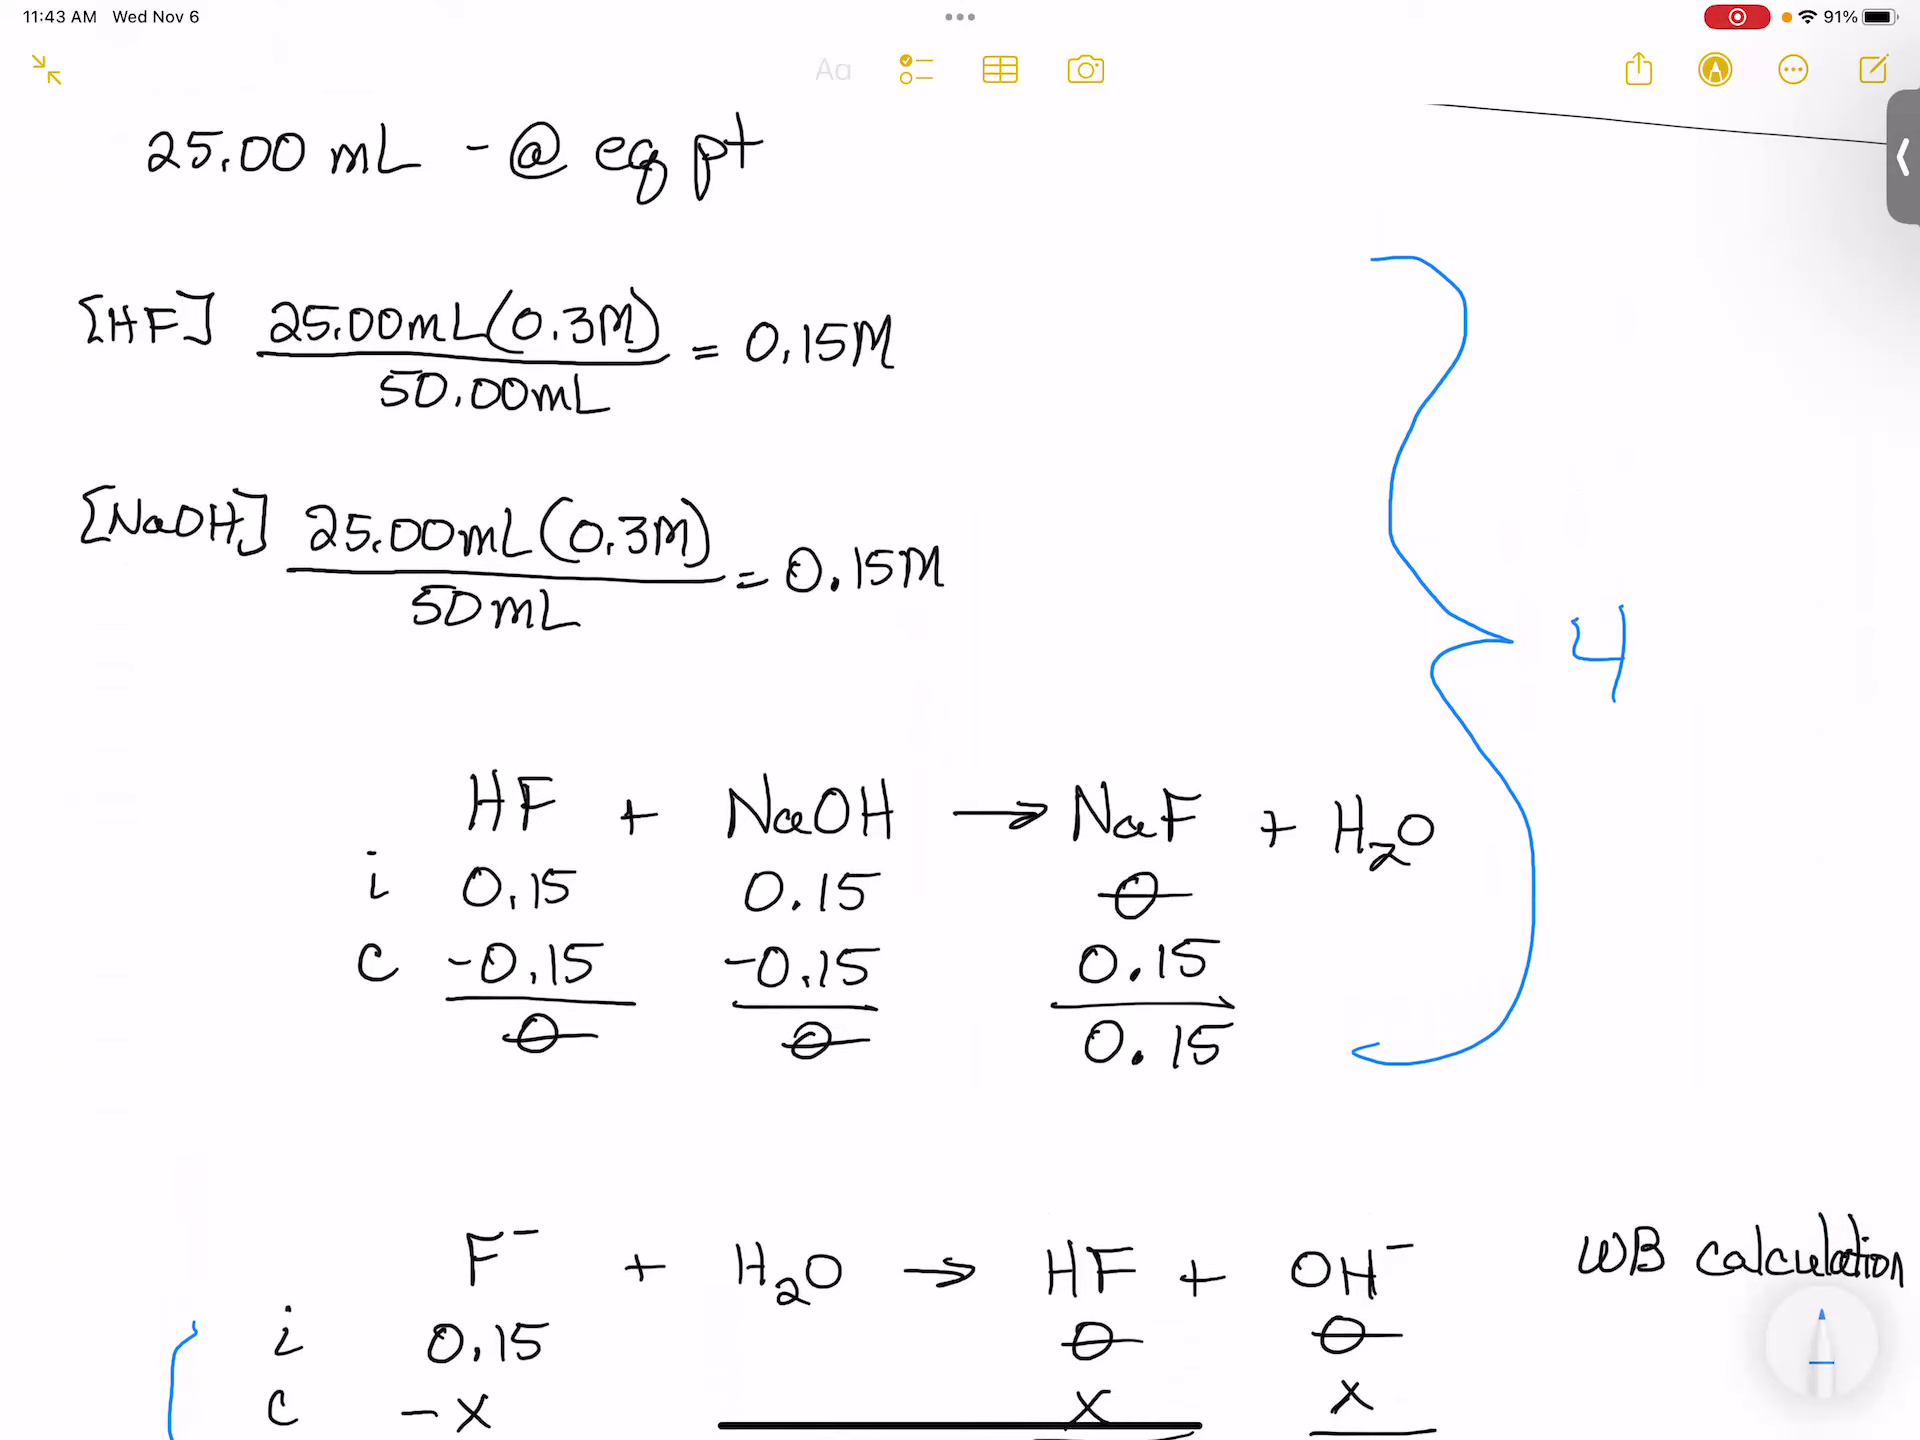 11:43 AM Wed Nov 6
91%
Aa
25.00 mL - @ eq pt
[HF] 25.00mL(0.3M) = 0.15M
50.00mL
[NaOH] 25.00mL(0.3M) = 0.15M
50mL
4
HF + NaOH → NaF + H₂O
i 0.15 0.15 0
C -0.15 -0.15 0.15
0 0 0.15
F⁻ + H₂O → HF + OH⁻ WB calculation
i 0.15 0 0
C -x x x